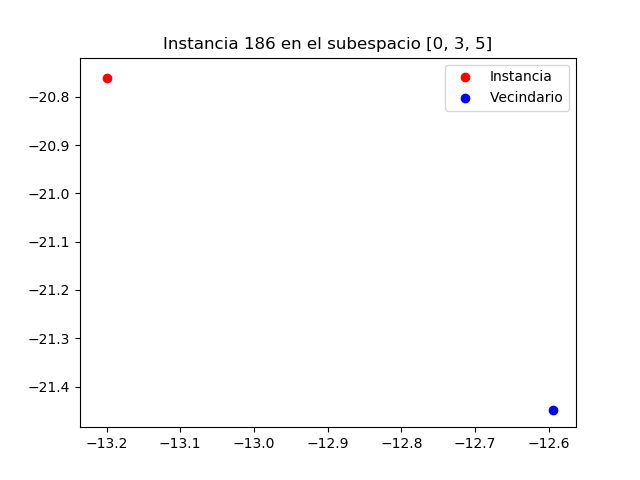 Instancia 186 en el subespacio [0, 3, 5]
Instancia
Vecindario
−20.8
−20.9
−21.0
−21.1
−21.2
−21.3
−21.4
−13.2 −13.1 −13.0 −12.9 −12.8 −12.7 −12.6